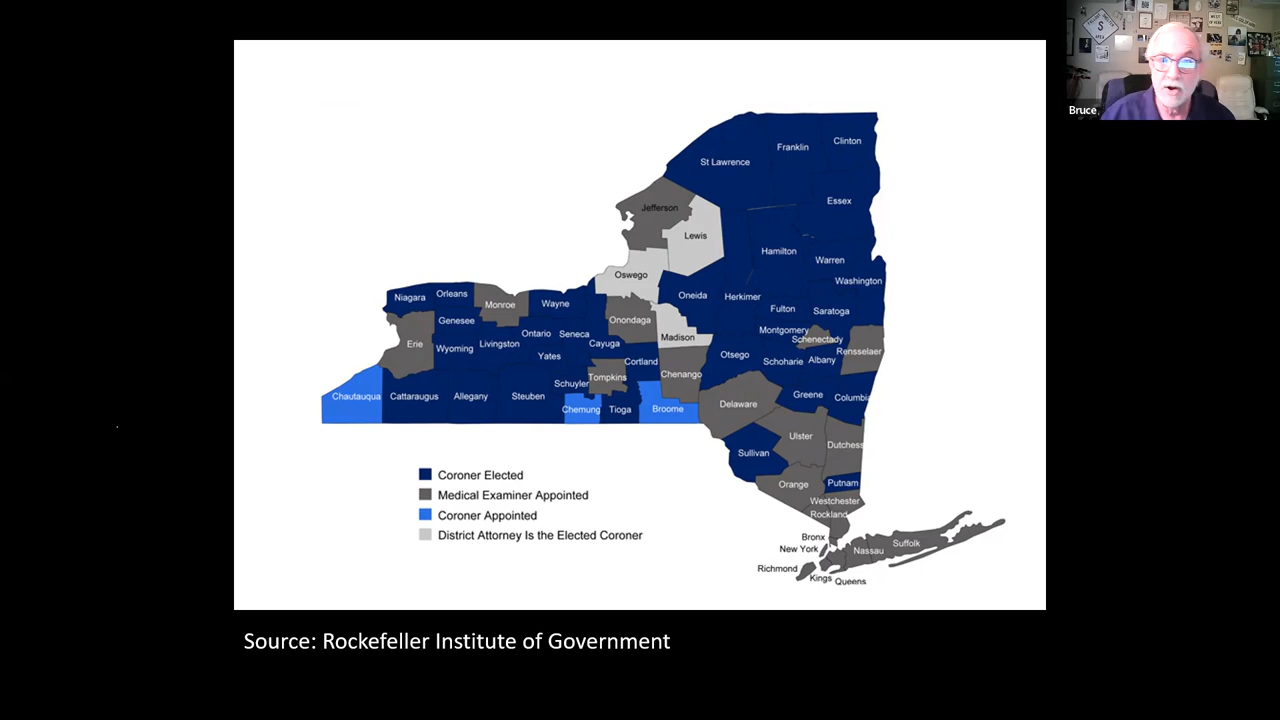 Bruce
Clinton
Franklin
St Lawrence
Essex
Jefferson
Lewis
Hamilton
Warren
Oswego
Washington
Niagara
Orleans
Monroe
Wayne
Oneida
Herkimer
Fulton
Saratoga
Genesee
Onondaga
Ontario
Seneca
Montgomery
Madison
Schenectady
Erie
Wyoming
Livingston
Cayuga
Rensselaer
Yates
Otsego
Cortland
Schoharie
Albany
Chenango
Tompkins
Schuyler
Chautauqua
Cattaraugus
Allegany
Steuben
Greene
Columbia
Delaware
Chemung
Tioga
Broome
Ulster
Dutchess
Sullivan
Orange
Putnam
Westchester
Rockland
Bronx
New York
Nassau
Suffolk
Richmond
Kings
Queens
Coroner Elected
Medical Examiner Appointed
Coroner Appointed
District Attorney Is the Elected Coroner
Source: Rockefeller Institute of Government